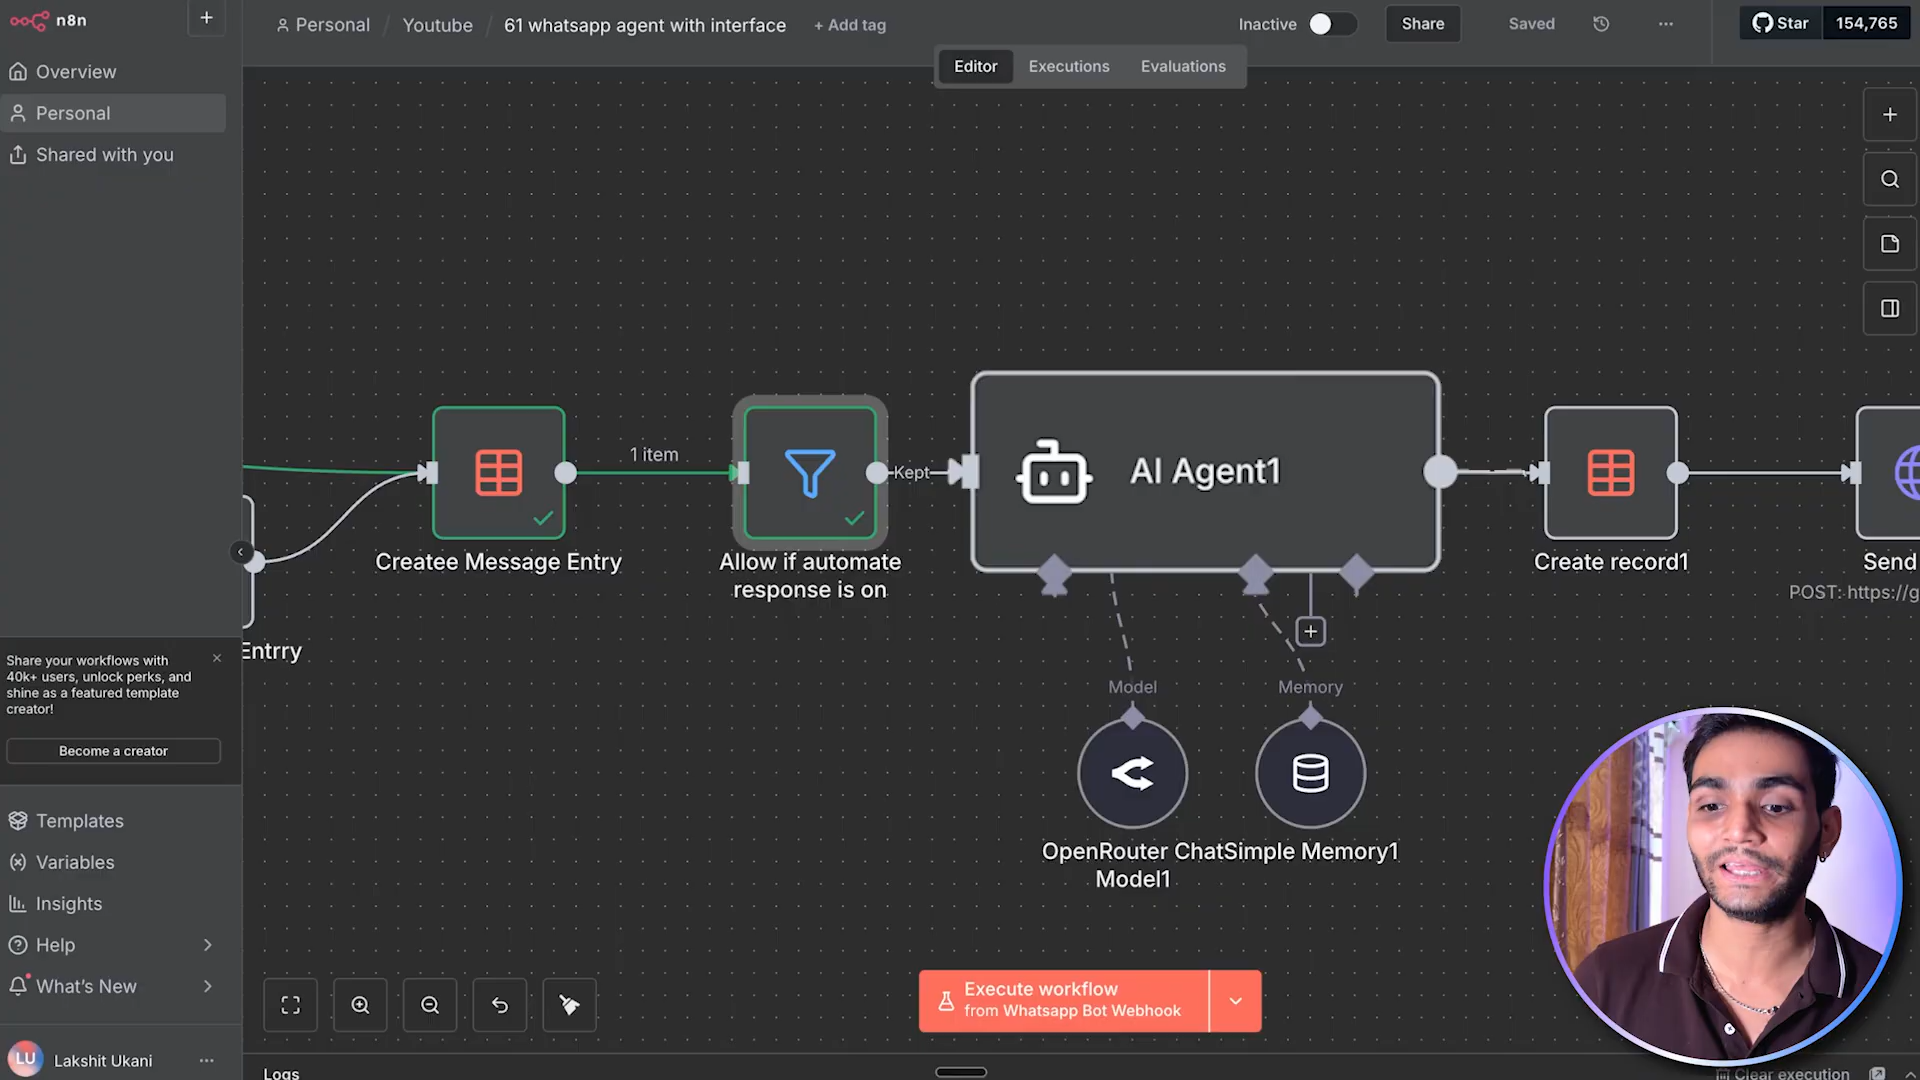 n8n
Personal / Youtube / 61 whatsapp agent with interface + Add tag
Inactive
Share
Saved
Star 154,765
Editor Executions Evaluations
Overview
Personal
Shared with you
Createe Message Entry
1 item
Allow if automate
response is on
Kept
AI Agent1
Create record1
Send
POST: https://g
Entrry
Model
Memory
OpenRouter Chat
Model1
Simple Memory1
Share your workflows with
40k+ users, unlock perks, and
shine as a featured template
creator!
Become a creator
Templates
Variables
Insights
Help
What's New
LU Lakshit Ukani
Execute workflow
from Whatsapp Bot Webhook
Logs
Clear execution